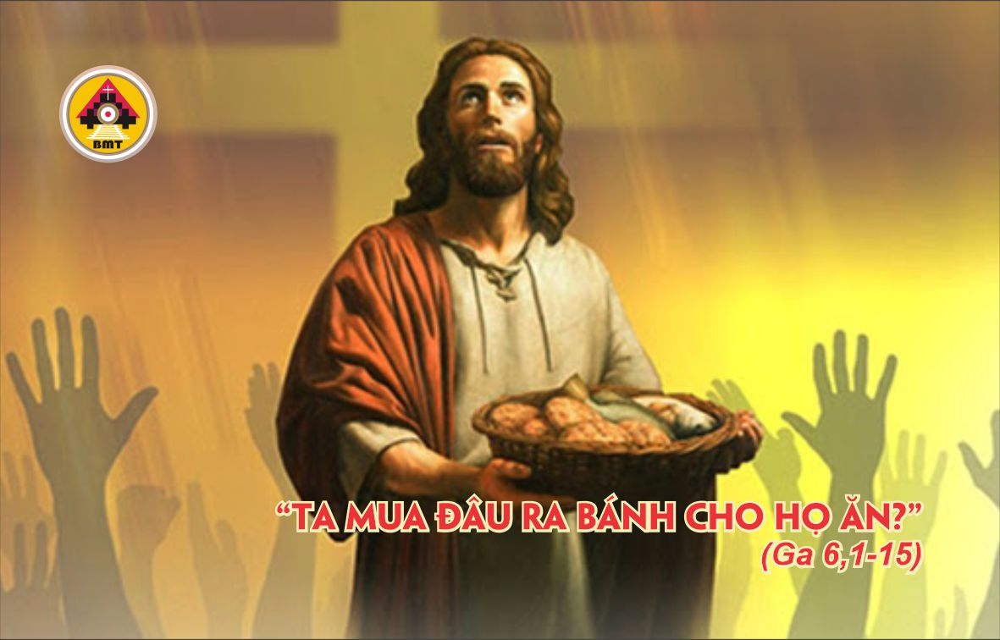 BMT
“TA MUA ĐÂU RA BÁNH CHO HỌ ĂN?”
(Ga 6,1-15)